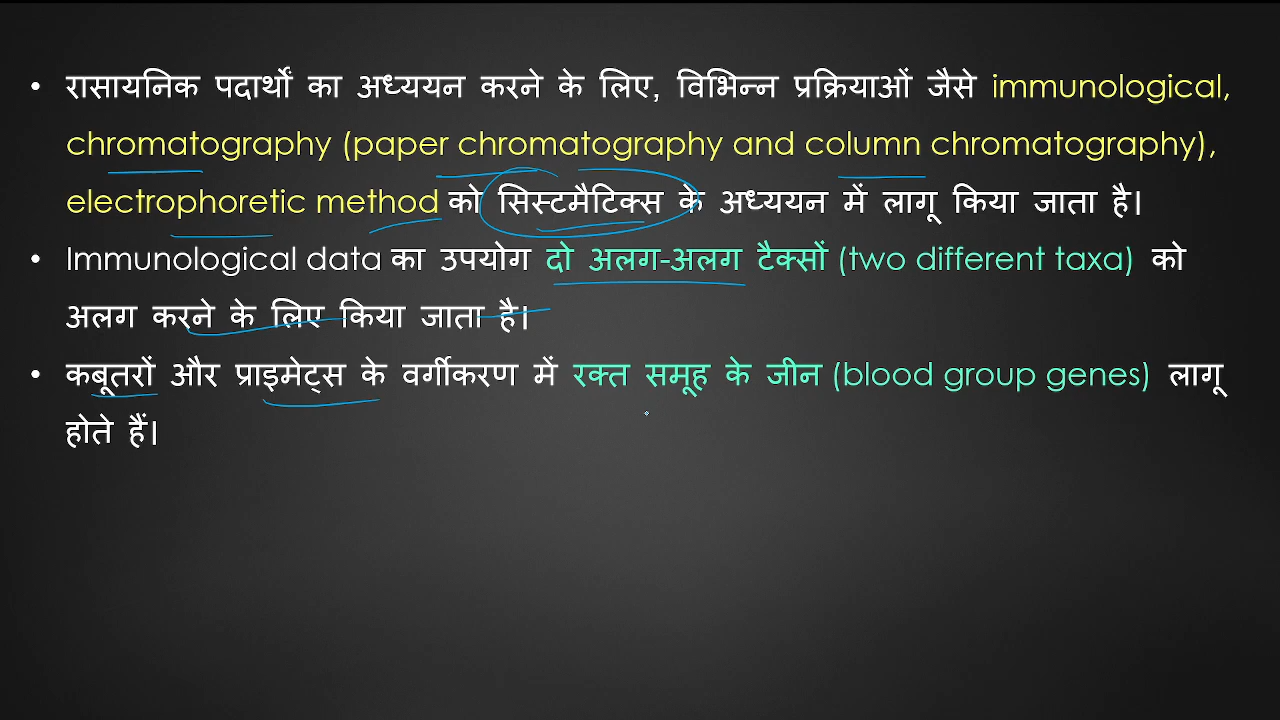 • रासायनिक पदार्थों का अध्ययन करने के लिए, विभिन्न प्रक्रियाओं जैसे immunological,
chromatography (paper chromatography and column chromatography),
electrophoretic method को सिस्टमैटिक्स के अध्ययन में लागू किया जाता है।
• Immunological data का उपयोग दो अलग-अलग टैक्सों (two different taxa) को
अलग करने के लिए किया जाता है।
• कबूतरों और प्राइमेट्स के वर्गीकरण में रक्त समूह के जीन (blood group genes) लागू
होते हैं।